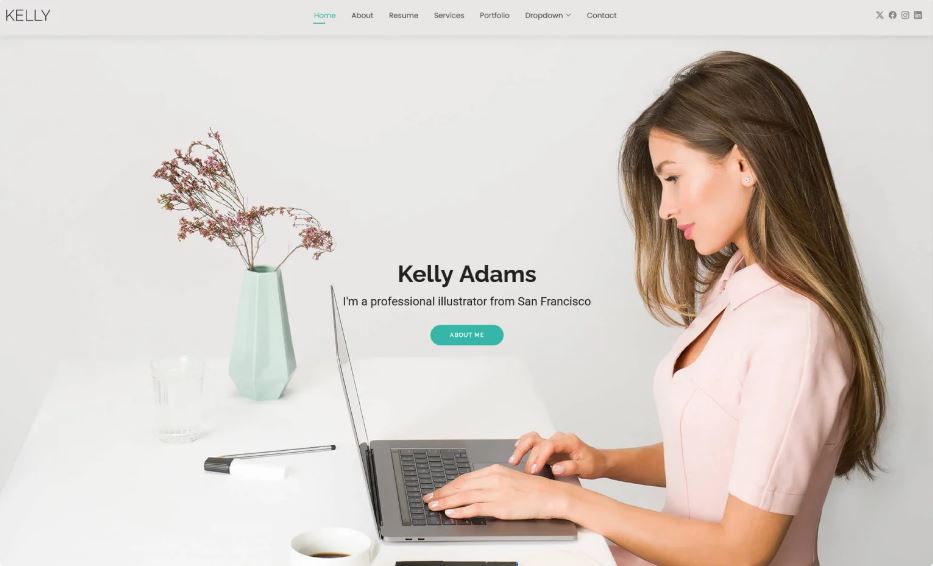 KELLY
Home About Resume Services Portfolio Dropdown Contact
Kelly Adams
I'm a professional illustrator from San Francisco
ABOUT ME